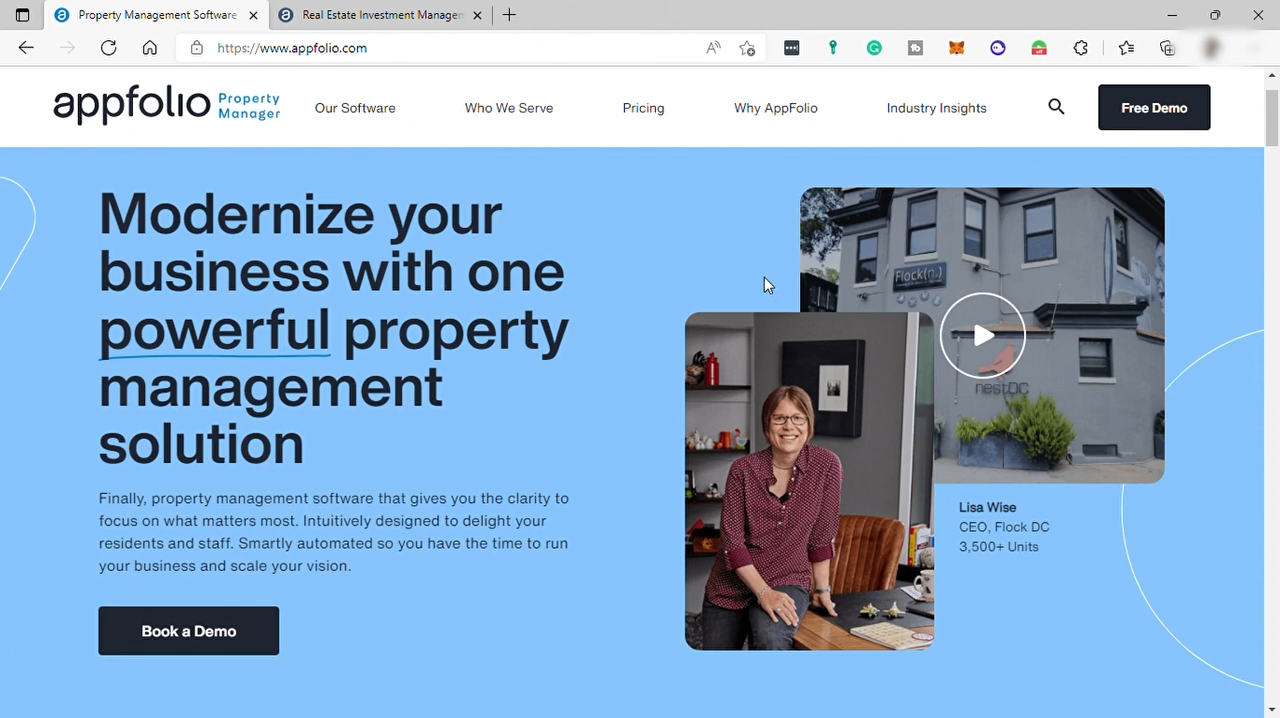 Property Management Software
Real Estate Investment Manager
https://www.appfolio.com
appfolio Property
Manager
Our Software
Who We Serve
Pricing
Why AppFolio
Industry Insights
Free Demo
Modernize your
business with one
powerful property
management
solution
Finally, property management software that gives you the clarity to
focus on what matters most. Intuitively designed to delight your
residents and staff. Smartly automated so you have the time to run
your business and scale your vision.
Book a Demo
Flock(n.)
nestDC
Lisa Wise
CEO, Flock DC
3,500+ Units